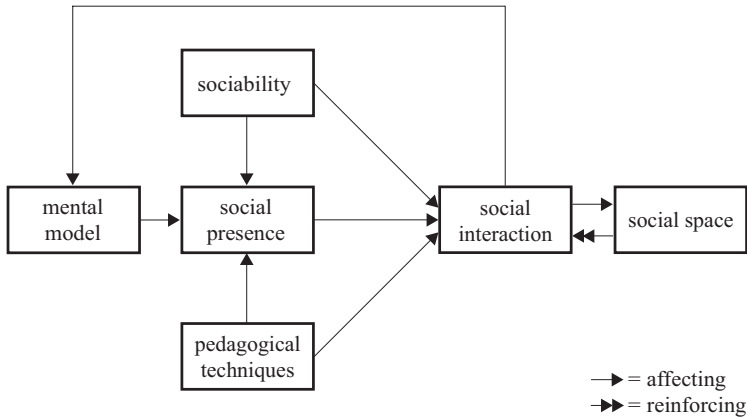 sociability
mental
model
social
presence
social
interaction
social space
pedagogical
techniques
= affecting
= reinforcing